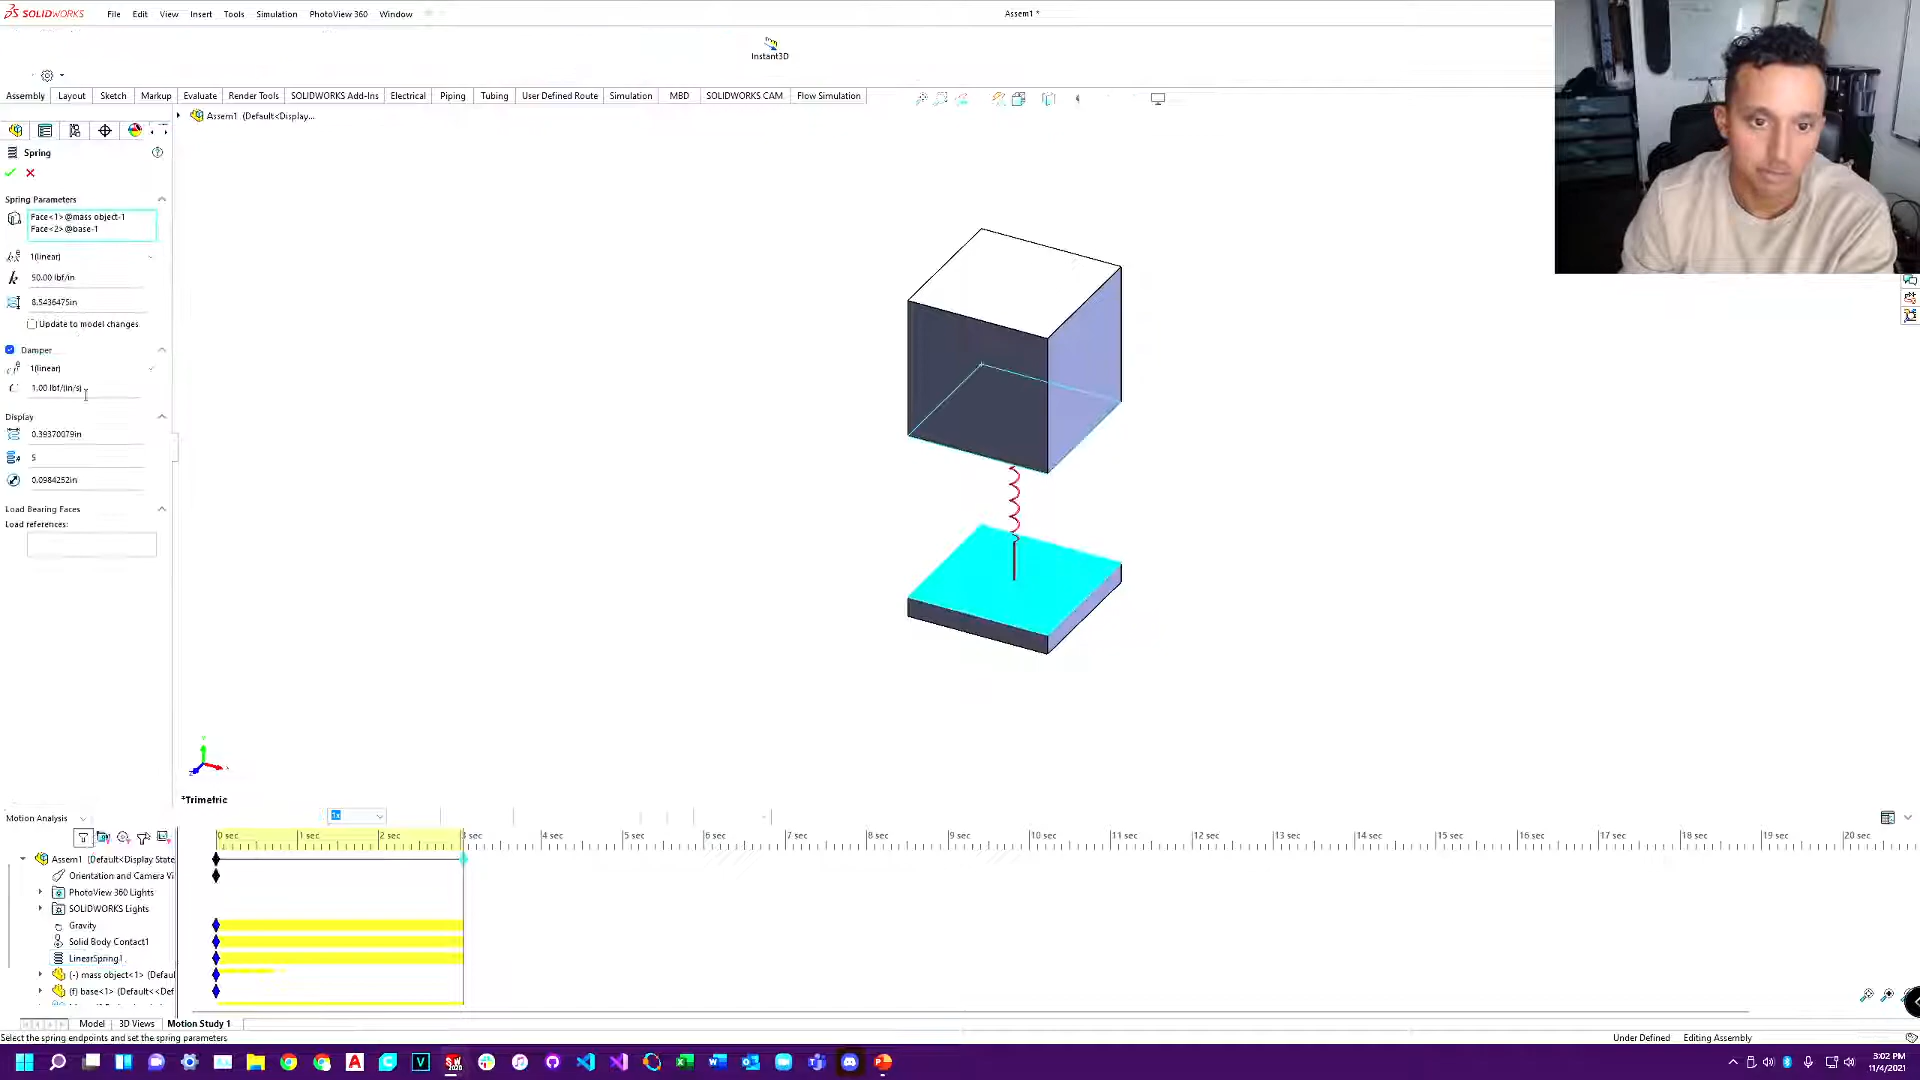 SOLIDWORKS File Edit View Insert Tools Simulation PhotoView 360 Window Assem1 *
Instant3D
Assembly Layout Sketch Markup Evaluate Render Tools SOLIDWORKS Add-Ins Electrical Piping Tubing User Defined Route Simulation MBD SOLIDWORKS CAM Flow Simulation
Assem1 (Default<Display...
Spring
Spring Parameters
Face<1>@mass object-1
Face<2>@base-1
1(linear)
k 50.00 lbf/in
8.5436475in
Update to model changes
Damper
1(linear)
C 1.00 lbf/(in/s)
Display
0.39370079in
5
0.0984252in
Load Bearing Faces
Load references:
*Trimetric
Motion Analysis 1x
0 sec 1 sec 2 sec 3 sec 4 sec 5 sec 6 sec 7 sec 8 sec 9 sec 10 sec 11 sec 12 sec 13 sec 14 sec 15 sec 16 sec 17 sec 18 sec 19 sec 20 sec
Assem1 (Default<Display State
Orientation and Camera Vi
PhotoView 360 Lights
SOLIDWORKS Lights
Gravity
Solid Body Contact1
LinearSpring1
(-) mass object<1> (Defaul
(f) base<1> (Default<<Def
Model 3D Views Motion Study 1
Select the spring endpoints and set the spring parameters Under Defined Editing Assembly
3:02 PM
11/4/2021